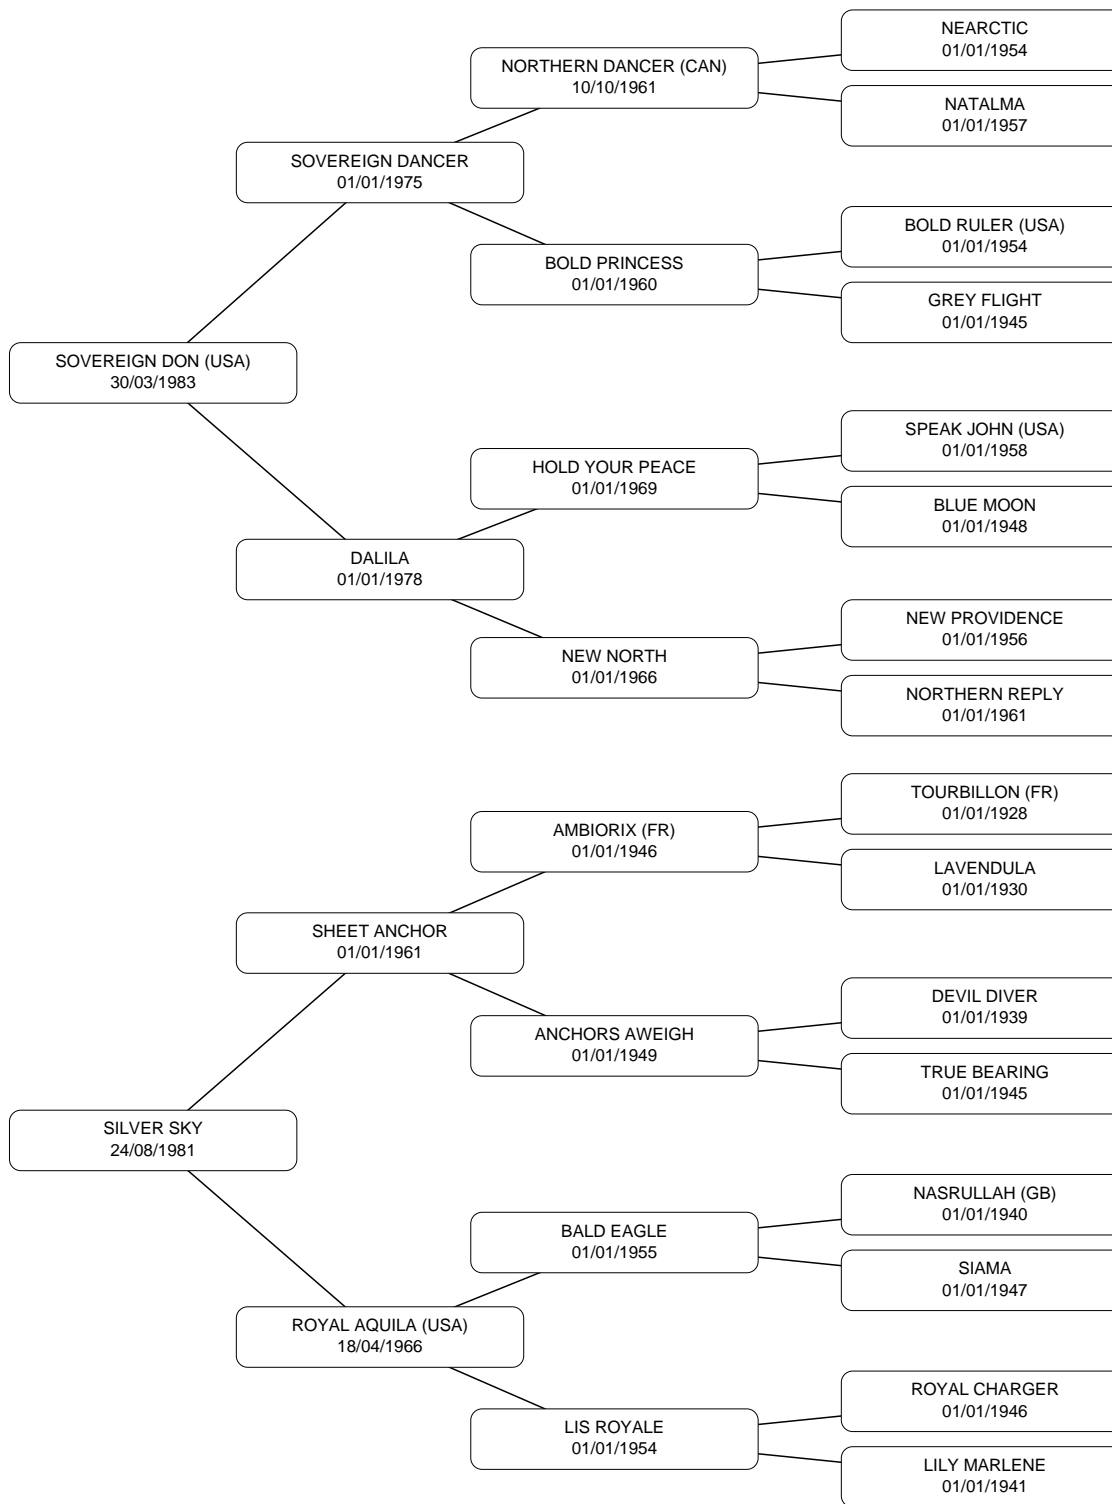 NEARCTIC
01/01/1954
NORTHERN DANCER (CAN)
10/10/1961
NATALMA
01/01/1957
SOVEREIGN DANCER
01/01/1975
BOLD RULER (USA)
01/01/1954
BOLD PRINCESS
01/01/1960
GREY FLIGHT
01/01/1945
SOVEREIGN DON (USA)
30/03/1983
SPEAK JOHN (USA)
01/01/1958
HOLD YOUR PEACE
01/01/1969
BLUE MOON
01/01/1948
DALILA
01/01/1978
NEW PROVIDENCE
01/01/1956
NEW NORTH
01/01/1966
NORTHERN REPLY
01/01/1961
TOURBILLON (FR)
01/01/1928
AMBIORIX (FR)
01/01/1946
LAVENDULA
01/01/1930
SHEET ANCHOR
01/01/1961
DEVIL DIVER
01/01/1939
ANCHORS AWEIGH
01/01/1949
TRUE BEARING
01/01/1945
SILVER SKY
24/08/1981
NASRULLAH (GB)
01/01/1940
BALD EAGLE
01/01/1955
SIAMA
01/01/1947
ROYAL AQUILA (USA)
18/04/1966
ROYAL CHARGER
01/01/1946
LIS ROYALE
01/01/1954
LILY MARLENE
01/01/1941